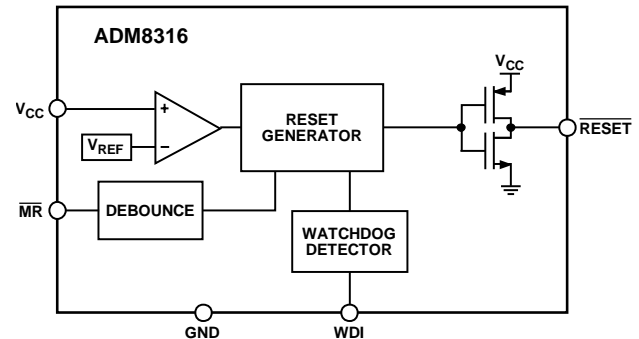 ADM8316
VCC
VCC
+
RESET
GENERATOR
RESET
VREF
−
MR
DEBOUNCE
WATCHDOG
DETECTOR
GND
WDI